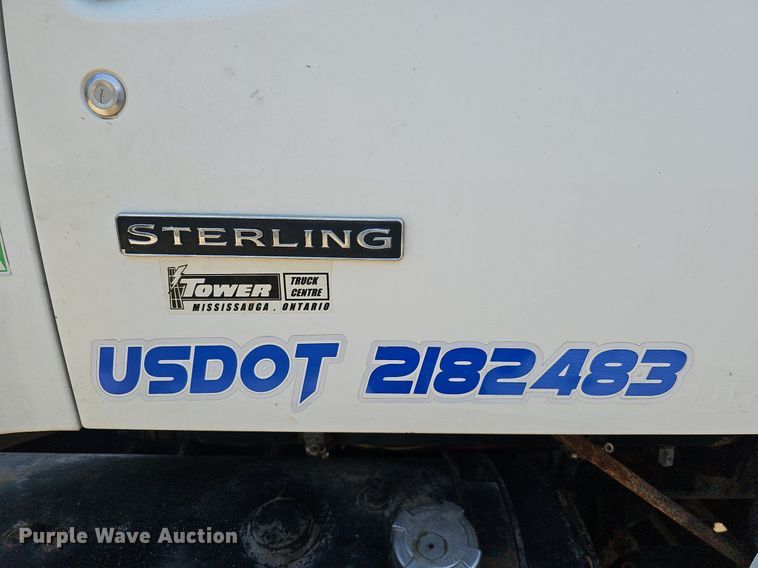 STERLING
TOWER TRUCK CENTRE
MISSISSAUGA, ONTARIO
USDOT 2182483
Purple Wave Auction